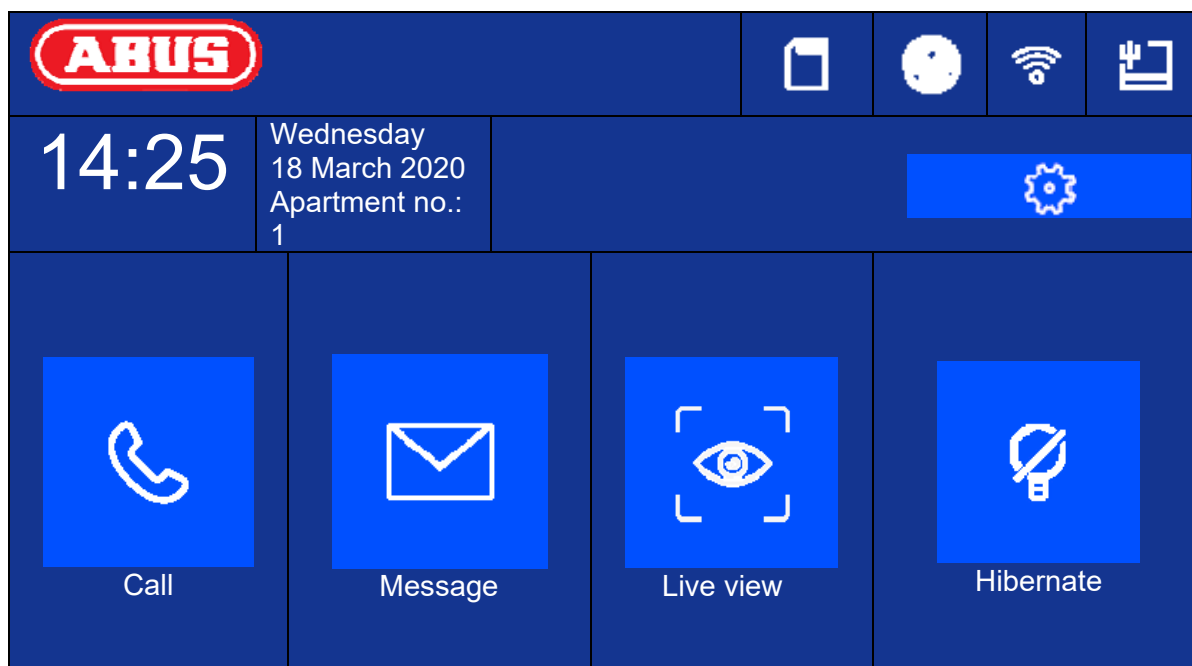 ABUS
14:25
Wednesday
18 March 2020
Apartment no.:
1
Call
Message
Live view
Hibernate